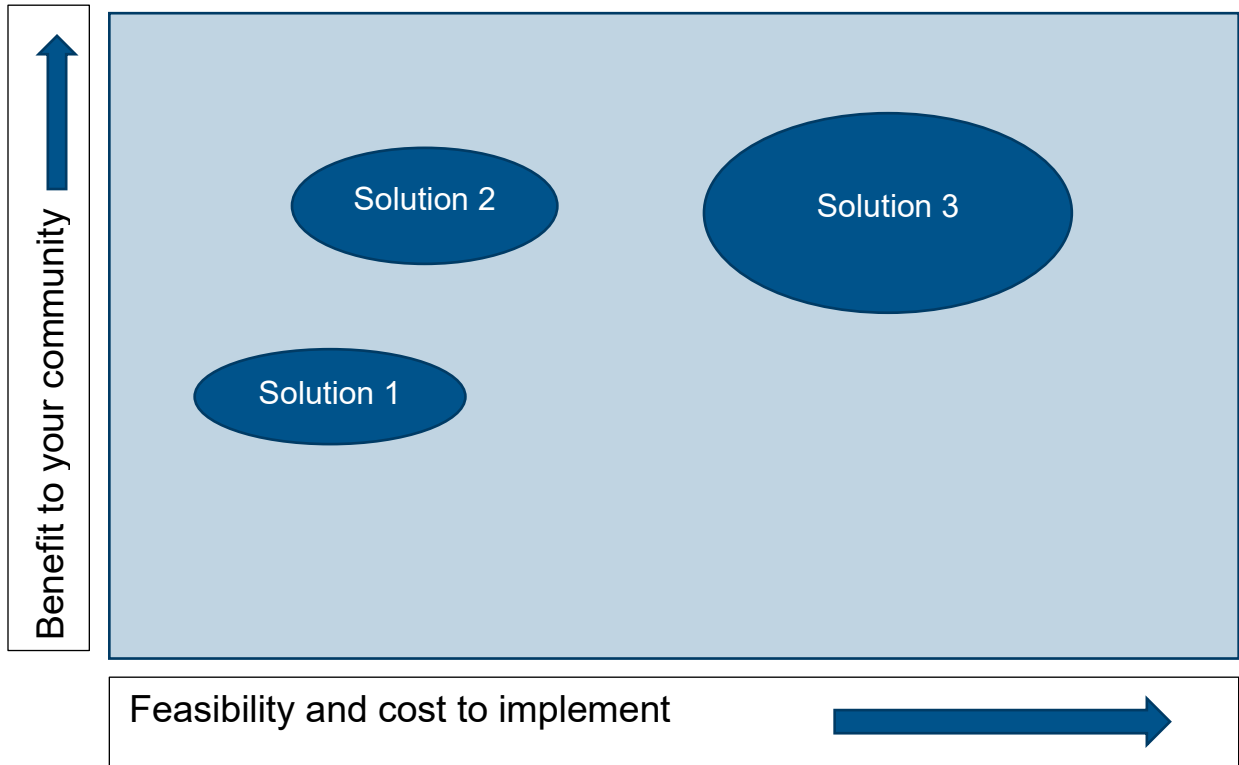 Benefit to your community
Solution 2
Solution 3
Solution 1
Feasibility and cost to implement